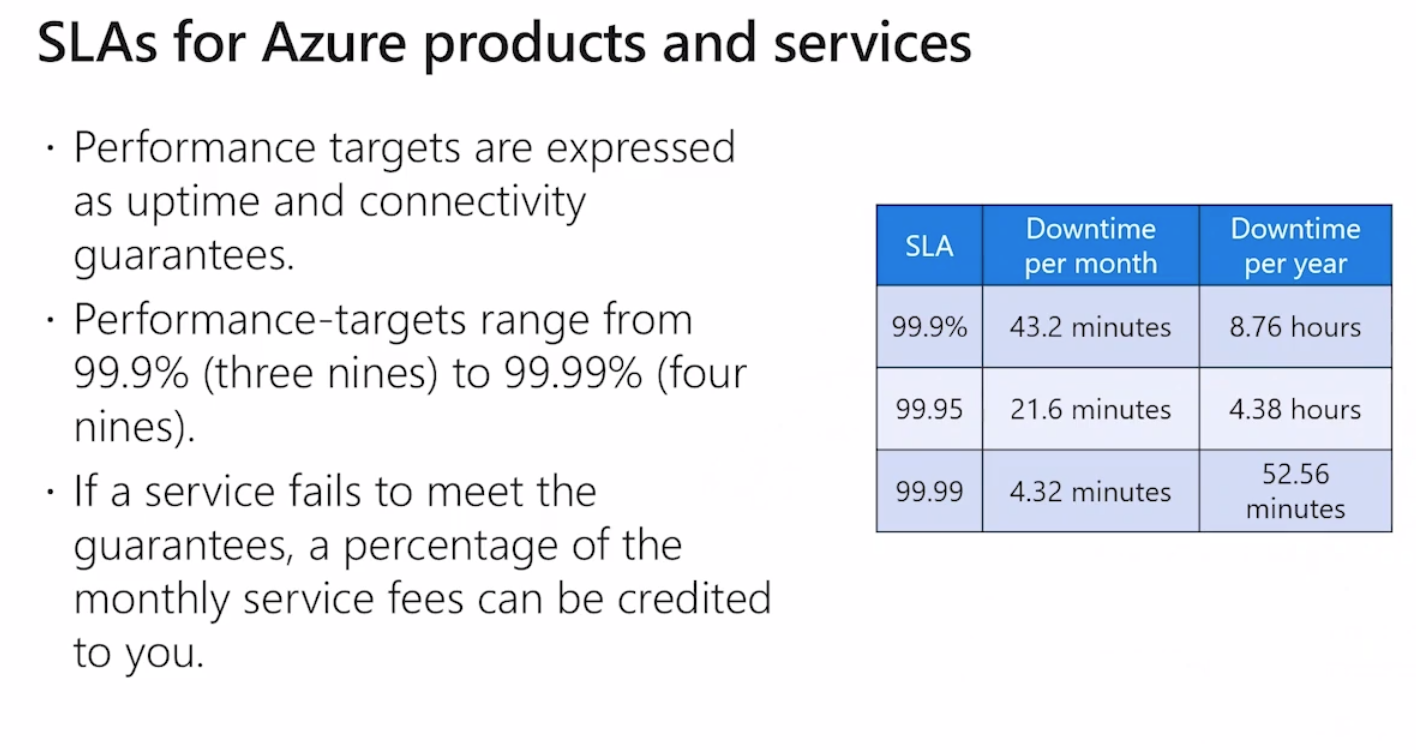 SLAs for Azure products and services
· Performance targets are expressed
as uptime and connectivity
guarantees.
· Performance-targets range from
99.9% (three nines) to 99.99% (four
nines).
· If a service fails to meet the
guarantees, a percentage of the
monthly service fees can be credited
to you.
SLA Downtime per month Downtime per year
99.9% 43.2 minutes 8.76 hours
99.95 21.6 minutes 4.38 hours
99.99 4.32 minutes 52.56 minutes